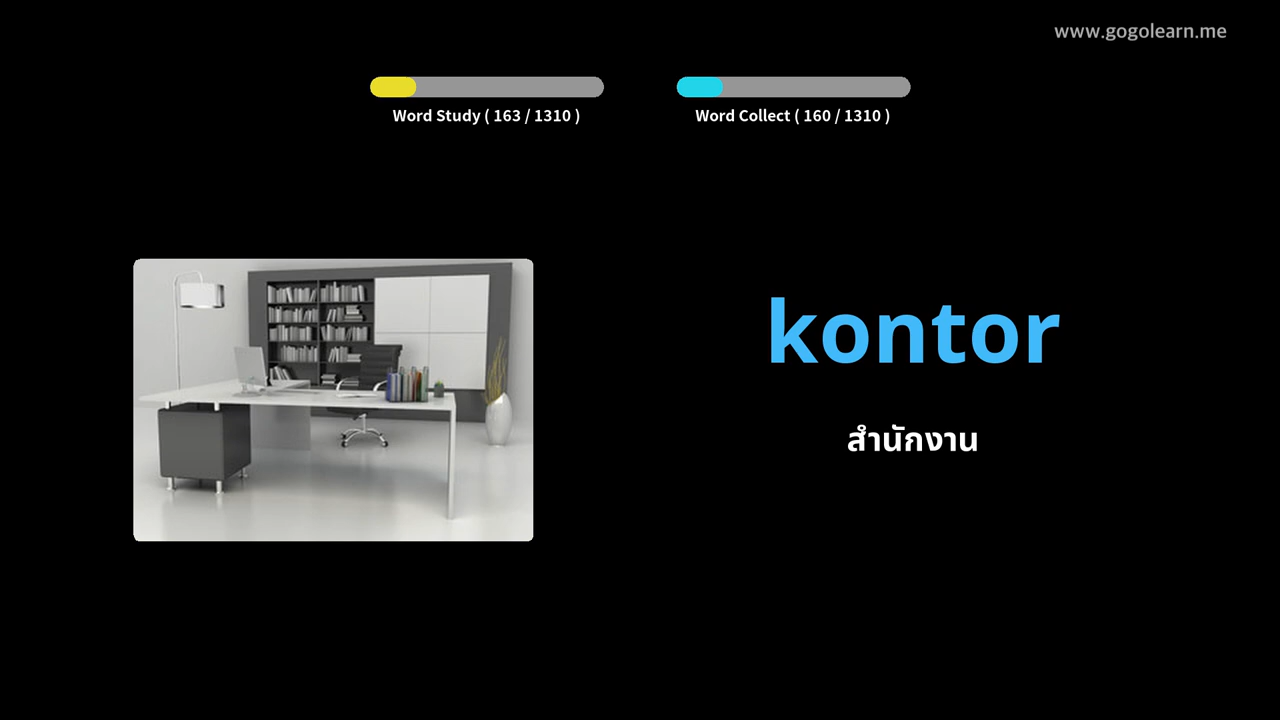 www.gogolearn.me
Word Study ( 163 / 1310 )
Word Collect ( 160 / 1310 )
kontor
สำนักงาน